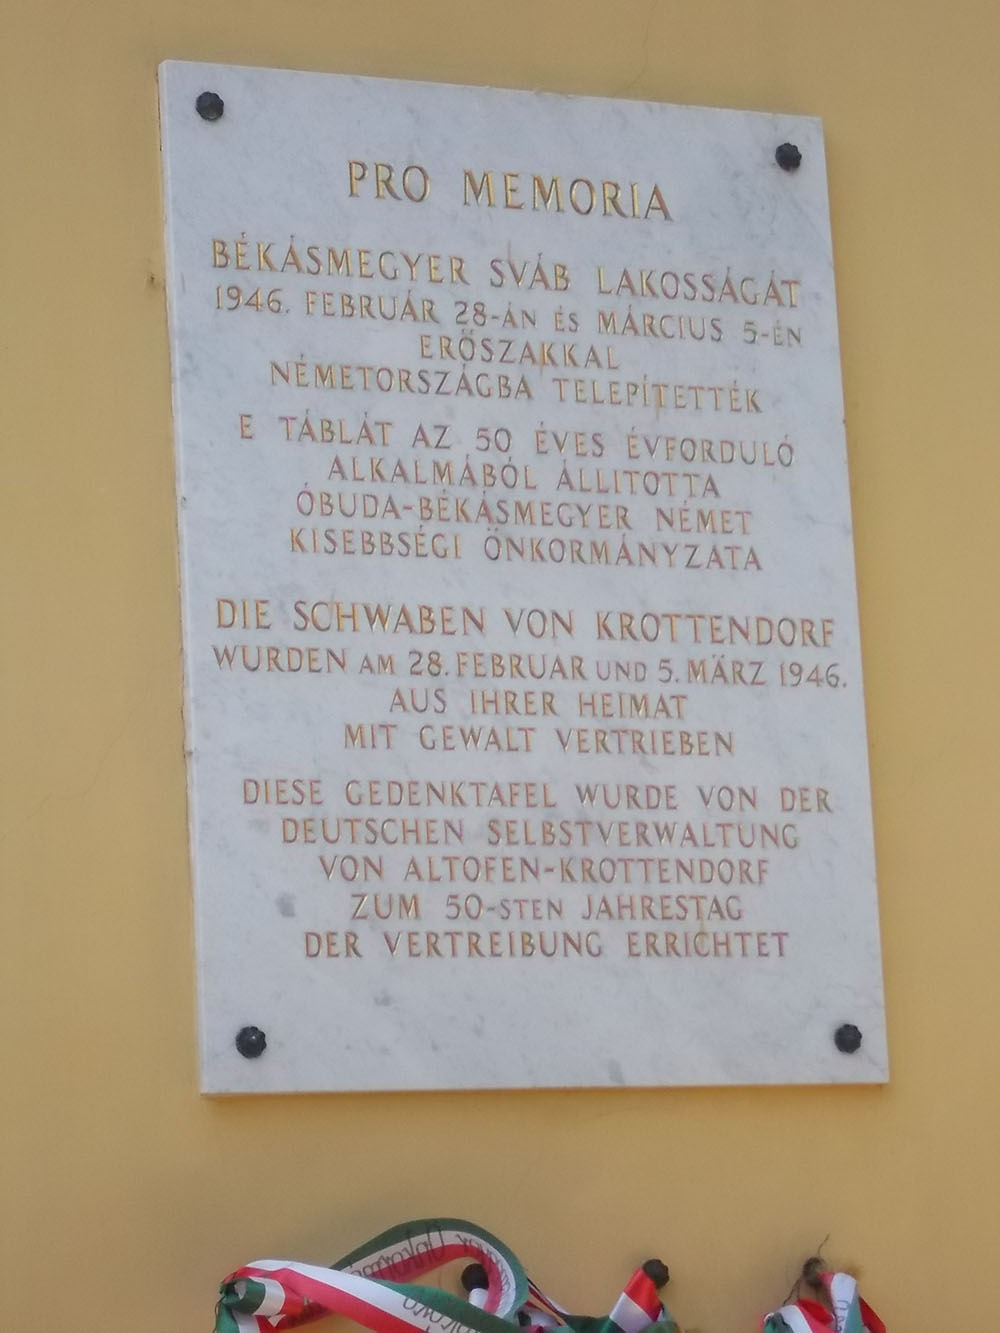 PRO MEMORIA
BÉKÁSMEGYER SVÁB LAKOSSÁGÁT
1946. FEBRUÁR 28-ÁN ÉS MÁRCIUS 5-ÉN
ERŐSZAKKAL
NÉMETORSZÁGBA TELEPÍTETTÉK
E TÁBLÁT AZ 50 ÉVES ÉVFORDULÓ
ALKALMÁBÓL ÁLLITOTTA
ÓBUDA-BÉKÁSMEGYER NÉMET
KISEBBSÉGI ÖNKORMÁNYZATA
DIE SCHWABEN VON KROTTENDORF
WURDEN AM 28. FEBRUAR UND 5. MÄRZ 1946.
AUS IHRER HEIMAT
MIT GEWALT VERTRIEBEN
DIESE GEDENKTAFEL WURDE VON DER
DEUTSCHEN SELBSTVERWALTUNG
VON ALTOFEN-KROTTENDORF
ZUM 50-STEN JAHRESTAG
DER VERTREIBUNG ERRICHTET